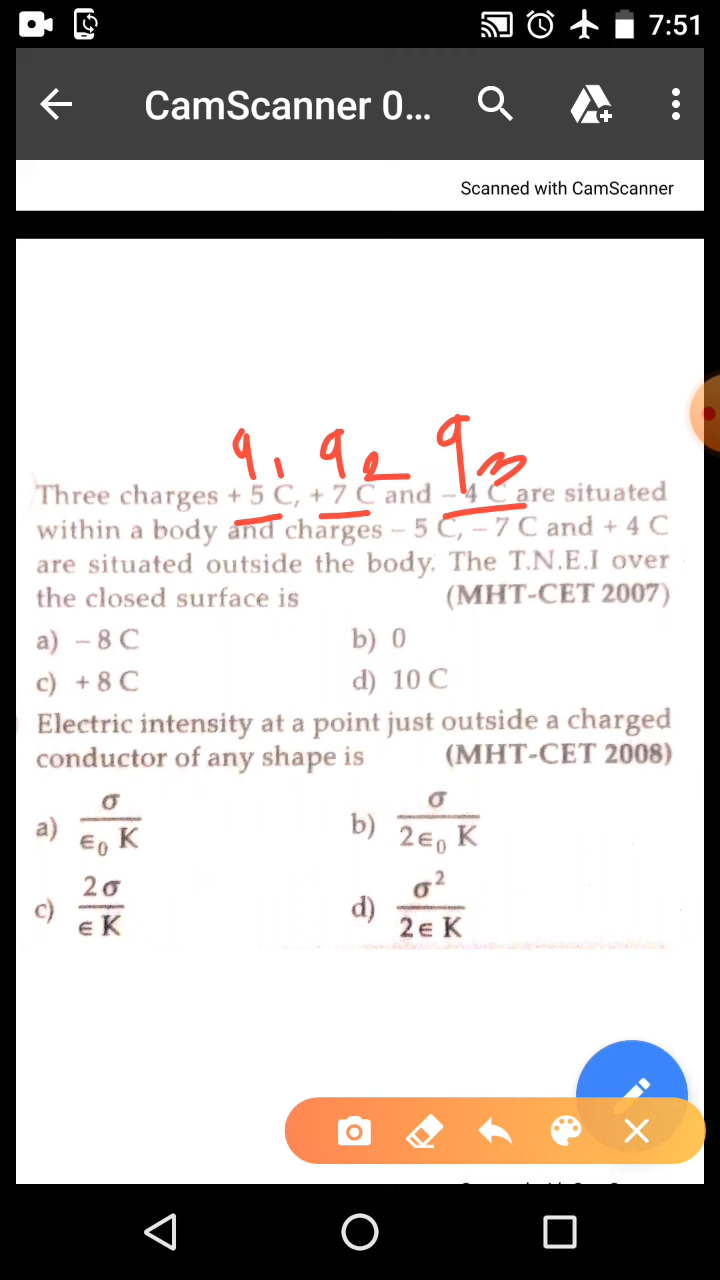 7:51
CamScanner 0...
Scanned with CamScanner
q1 q2 q3
Three charges + 5 C, + 7 C and – 4 C are situated
within a body and charges – 5 C, – 7 C and + 4 C
are situated outside the body. The T.N.E.I over
the closed surface is (MHT-CET 2007)
a) – 8 C b) 0
c) + 8 C d) 10 C
Electric intensity at a point just outside a charged
conductor of any shape is (MHT-CET 2008)
a) σ / ϵ₀ K b) σ / 2ϵ₀ K
c) 2σ / ϵ K d) σ² / 2ϵ K